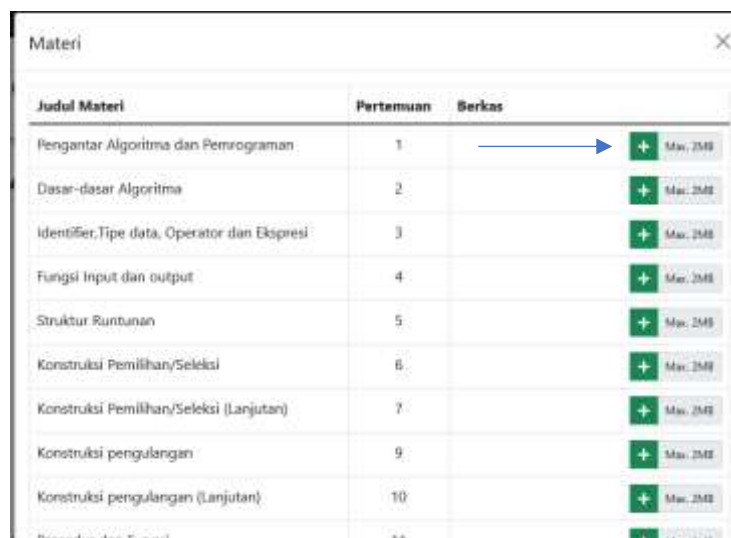 Materi
Judul Materi Pertemuan Berkas
Pengantar Algoritma dan Pemrograman 1 + Max. 2MB
Dasar-dasar Algoritma 2 + Max. 2MB
Identifier,Tipe data, Operator dan Ekspresi 3 + Max. 2MB
Fungsi Input dan output 4 + Max. 2MB
Struktur Runtunan 5 + Max. 2MB
Konstruksi Pemilihan/Seleksi 6 + Max. 2MB
Konstruksi Pemilihan/Seleksi (Lanjutan) 7 + Max. 2MB
Konstruksi pengulangan 9 + Max. 2MB
Konstruksi pengulangan (Lanjutan) 10 + Max. 2MB